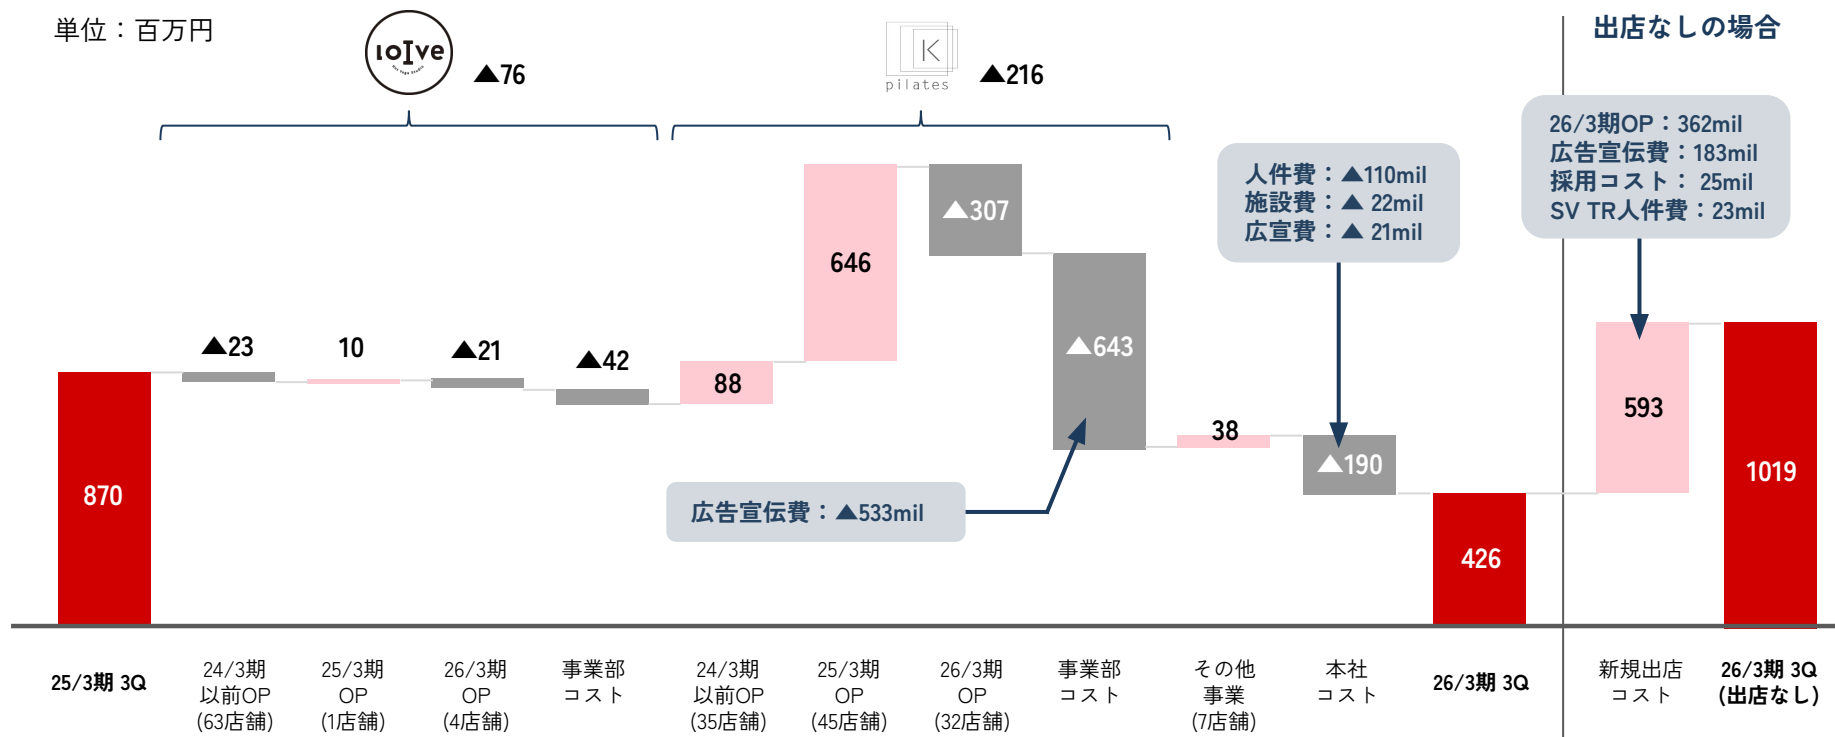 単位：百万円
loIve
Hot Yoga Studio
▲76
K
pilates
▲216
出店なしの場合
26/3期OP：362mil
広告宣伝費：183mil
採用コスト： 25mil
SV TR人件費：23mil
人件費：▲110mil
施設費：▲ 22mil
広宣費：▲ 21mil
広告宣伝費：▲533mil
870
▲23
10
▲21
▲42
88
646
▲307
▲643
38
▲190
426
593
1019
25/3期 3Q
24/3期
以前OP
(63店舗)
25/3期
OP
(1店舗)
26/3期
OP
(4店舗)
事業部
コスト
24/3期
以前OP
(35店舗)
25/3期
OP
(45店舗)
26/3期
OP
(32店舗)
事業部
コスト
その他
事業
(7店舗)
本社
コスト
26/3期 3Q
新規出店
コスト
26/3期 3Q
(出店なし)